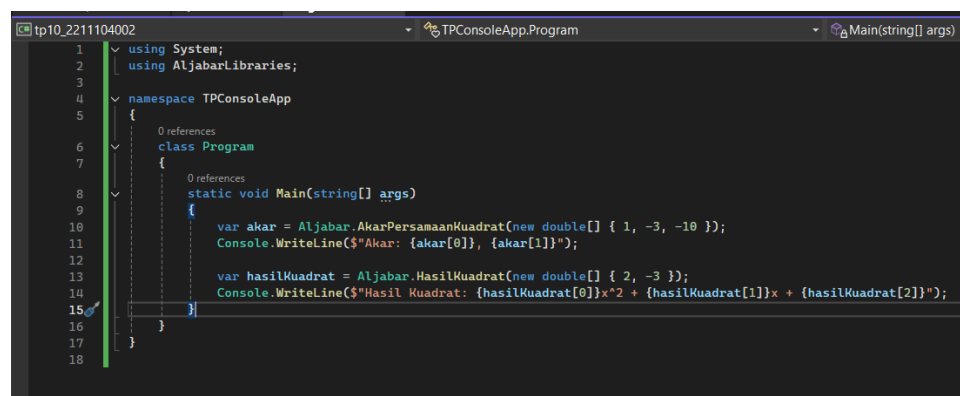 tp10_2211104002 TPConsoleApp.Program Main(string[] args)
1 using System;
2 using AljabarLibraries;
3
4 namespace TPConsoleApp
5 {
0 references
6 class Program
7 {
0 references
8 static void Main(string[] args)
9 {
10 var akar = Aljabar.AkarPersamaanKuadrat(new double[] { 1, -3, -10 });
11 Console.WriteLine($"Akar: {akar[0]}, {akar[1]}");
12
13 var hasilKuadrat = Aljabar.HasilKuadrat(new double[] { 2, -3 });
14 Console.WriteLine($"Hasil Kuadrat: {hasilKuadrat[0]}x^2 + {hasilKuadrat[1]}x + {hasilKuadrat[2]}");
15 }
16 }
17 }
18